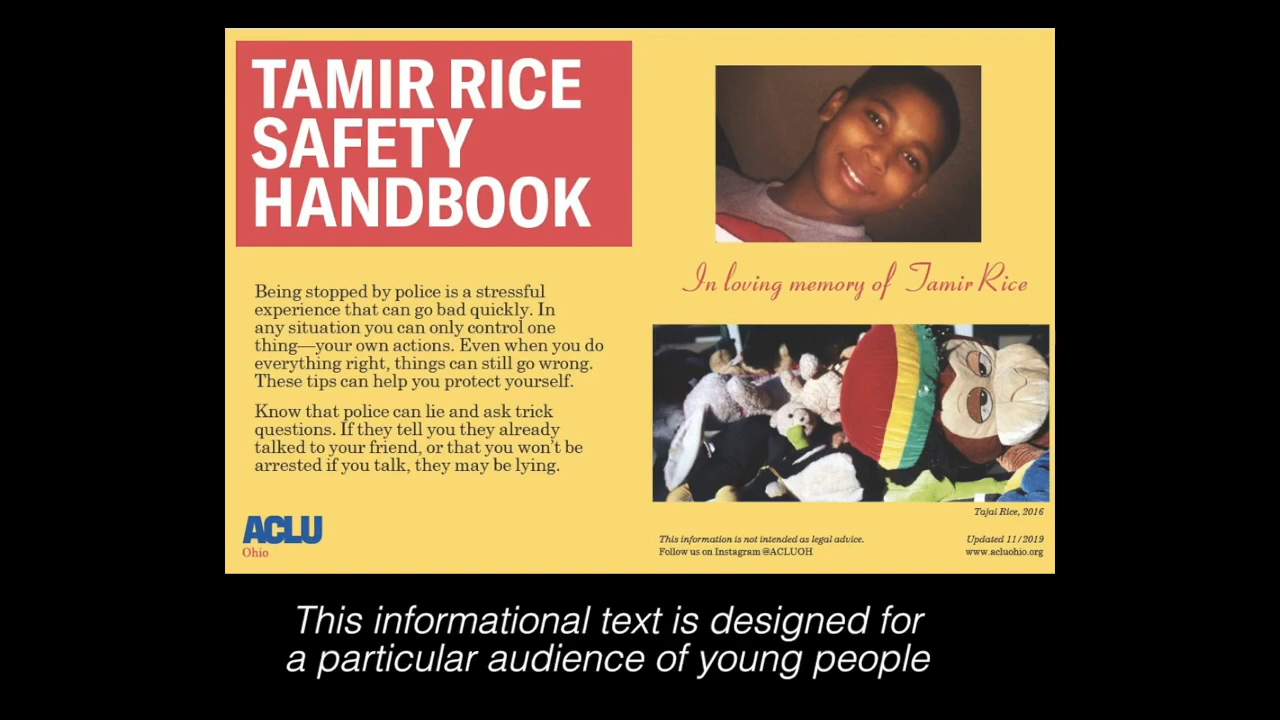 TAMIR RICE
SAFETY
HANDBOOK
Being stopped by police is a stressful
experience that can go bad quickly. In
any situation you can only control one
thing—your own actions. Even when you do
everything right, things can still go wrong.
These tips can help you protect yourself.
Know that police can lie and ask trick
questions. If they tell you they already
talked to your friend, or that you won't be
arrested if you talk, they may be lying.
ACLU
Ohio
In loving memory of Tamir Rice
Tajai Rice, 2016
This information is not intended as legal advice.
Follow us on Instagram @ACLUOH
Updated 11/2019
www.acluohio.org
This informational text is designed for
a particular audience of young people